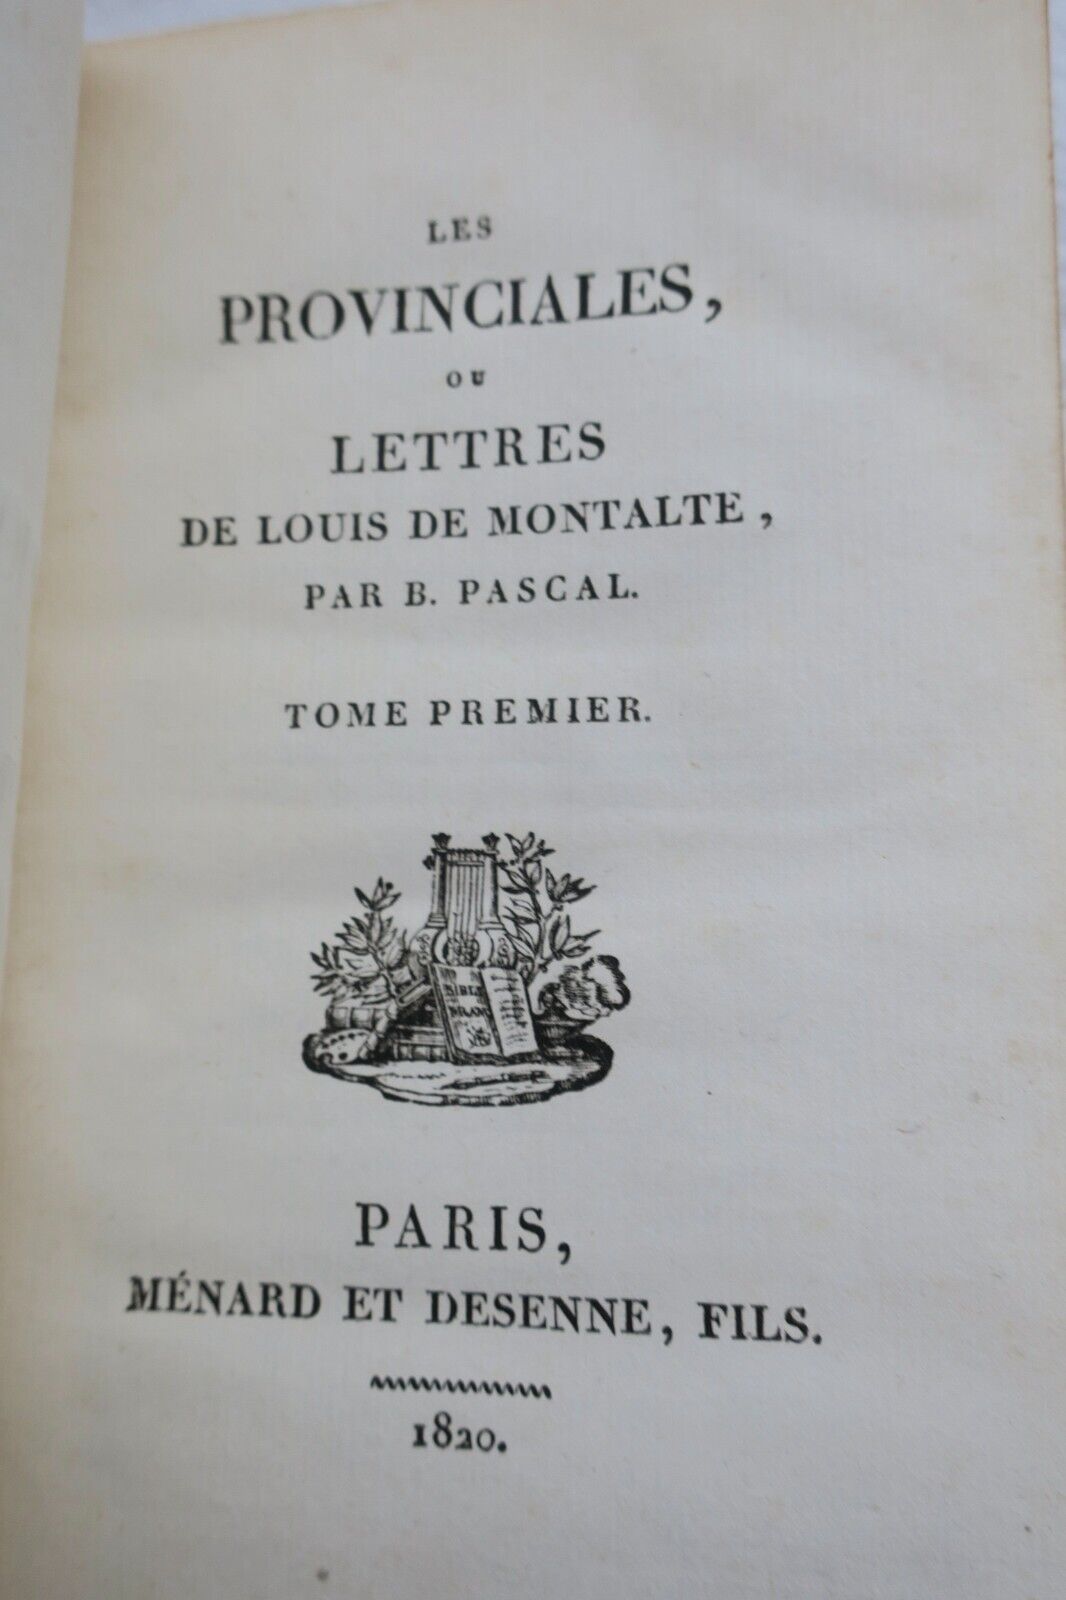 LES
PROVINCIALES,
OU
LETTRES
DE LOUIS DE MONTALTE,
PAR B. PASCAL.
TOME PREMIER.
PARIS,
MÉNARD ET DESENNE, FILS.
1820.